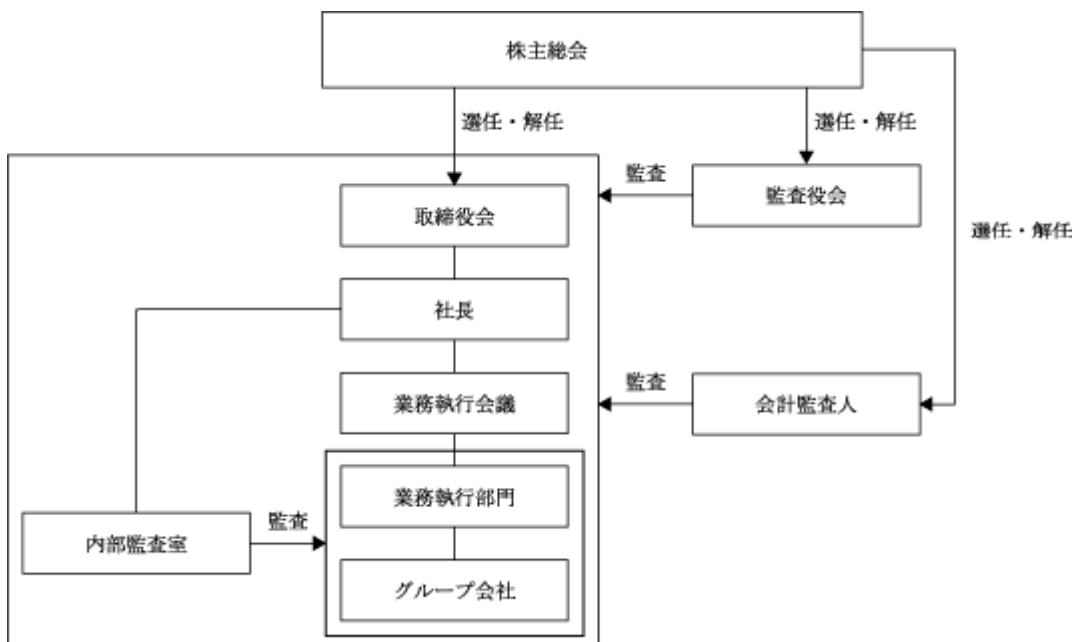 株主総会
選任・解任
選任・解任
監査
監査役会
取締役会
選任・解任
社長
監査
業務執行会議
会計監査人
業務執行部門
監査
内部監査室
グループ会社